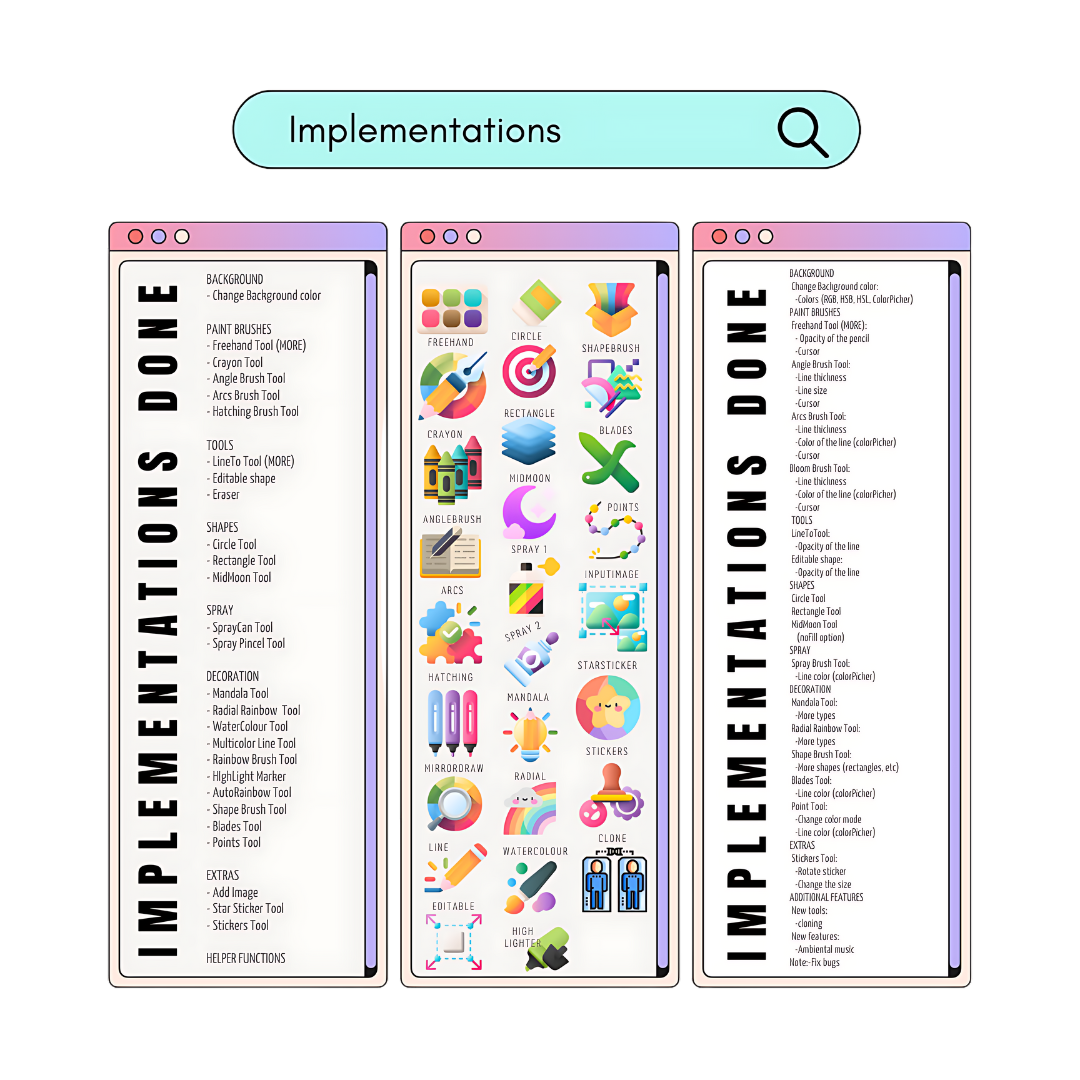 Implementations
IMPLEMENTATIONS DONE
BACKGROUND
- Change Background color
PAINT BRUSHES
- Freehand Tool (MORE)
- Crayon Tool
- Angle Brush Tool
- Arcs Brush Tool
- Hatching Brush Tool
TOOLS
- LineTo Tool (MORE)
- Editable shape
- Eraser
SHAPES
- Circle Tool
- Rectangle Tool
- MidMoon Tool
SPRAY
- SprayCan Tool
- Spray Pincel Tool
DECORATION
- Mandala Tool
- Radial Rainbow Tool
- WaterColour Tool
- Multicolor Line Tool
- Rainbow Brush Tool
- HIghLight Marker
- AutoRainbow Tool
- Shape Brush Tool
- Blades Tool
- Points Tool
EXTRAS
- Add Image
- Star Sticker Tool
- Stickers Tool
HELPER FUNCTIONS
FREEHAND
CRAYON
ANGLEBRUSH
ARCS
HATCHING
MIRRORDRAW
LINE
EDITABLE
CIRCLE
RECTANGLE
MIDMOON
SPRAY 1
SPRAY 2
MANDALA
RADIAL
WATERCOLOUR
HIGH
LIGHTER
SHAPEBRUSH
BLADES
POINTS
INPUTIMAGE
STARSTICKER
STICKERS
CLONE
IMPLEMENTATIONS DONE
BACKGROUND
Change Background color:
-Colors (RGB, HSB, HSL, ColorPicker)
PAINT BRUSHES
Freehand Tool (MORE):
- Opacity of the pencil
-Cursor
Angle Brush Tool:
-Line thickness
-Line size
-Cursor
Arcs Brush Tool:
-Line thickness
-Color of the line (colorPicker)
-Cursor
Bloom Brush Tool:
-Line thickness
-Color of the line (colorPicker)
-Cursor
TOOLS
LineToTool:
-Opacity of the line
Editable shape:
-Opacity of the line
SHAPES
Circle Tool
Rectangle Tool
MidMoon Tool
(noFill option)
SPRAY
Spray Brush Tool:
-Line color (colorPicker)
DECORATION
Mandala Tool:
-More types
Radial Rainbow Tool:
-More types
Shape Brush Tool:
-More shapes (rectangles, etc)
Blades Tool:
-Line color (colorPicker)
Point Tool:
-Change color mode
-Line color (colorPicker)
EXTRAS
Stickers Tool:
-Rotate sticker
-Change the size
ADDITIONAL FEATURES
New tools:
-cloning
New features:
-Ambiental music
Note:-Fix bugs